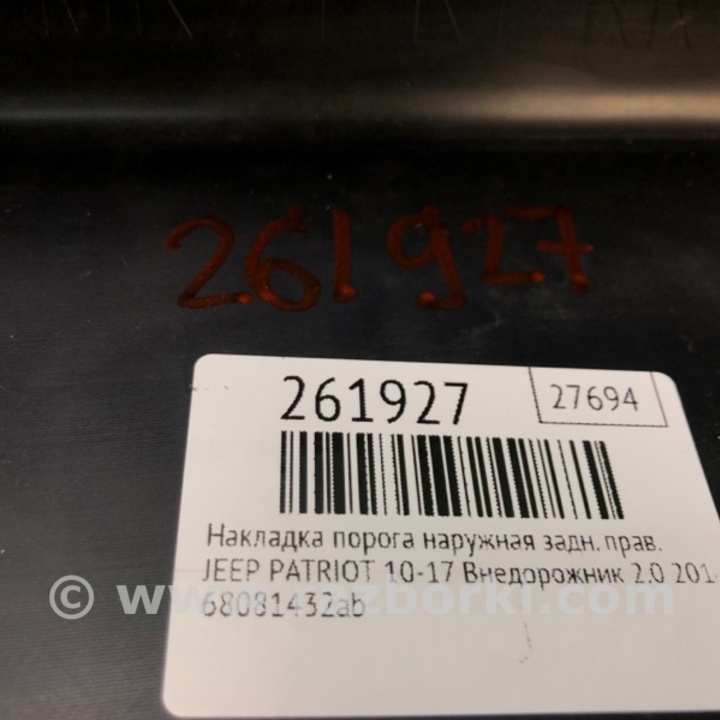 261927
261927
27694
Накладка порога наружная задн. прав.
JEEP PATRIOT 10-17 Внедорожник 2.0 201
68081432ab
© www.razborki.com